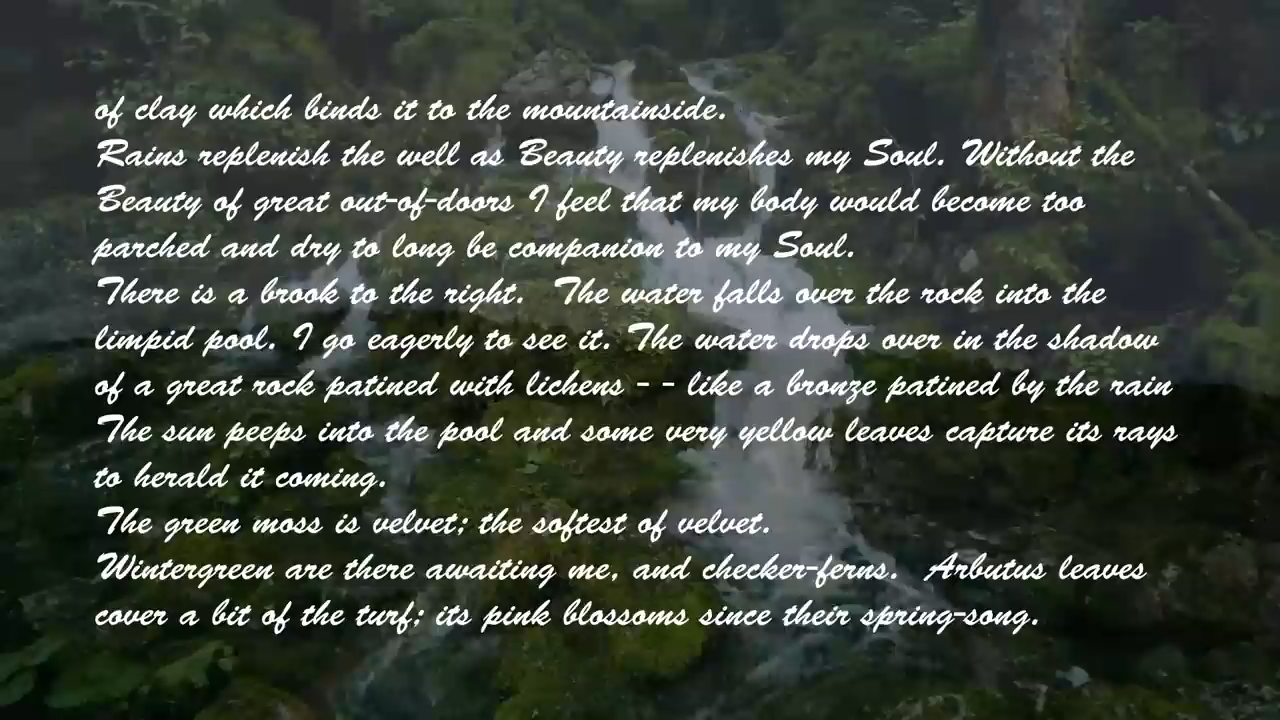 of clay which binds it to the mountainside.
Rains replenish the well as Beauty replenishes my Soul. Without the
Beauty of great out-of-doors I feel that my body would become too
parched and dry to long be companion to my Soul.
There is a brook to the right. The water falls over the rock into the
limpid pool. I go eagerly to see it. The water drops over in the shadow
of a great rock patined with lichens - - like a bronze patined by the rain
The sun peeps into the pool and some very yellow leaves capture its rays
to herald it coming.
The green moss is velvet; the softest of velvet.
Wintergreen are there awaiting me, and checker-ferns. Arbutus leaves
cover a bit of the turf; its pink blossoms since their spring-song.